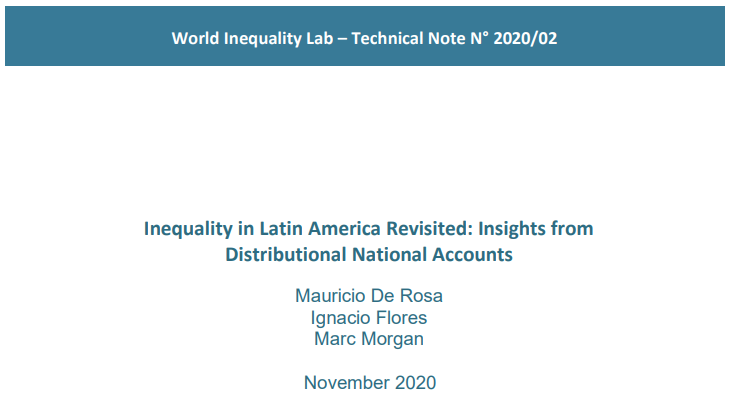 World Inequality Lab – Technical Note N° 2020/02
Inequality in Latin America Revisited: Insights from
Distributional National Accounts
Mauricio De Rosa
Ignacio Flores
Marc Morgan
November 2020